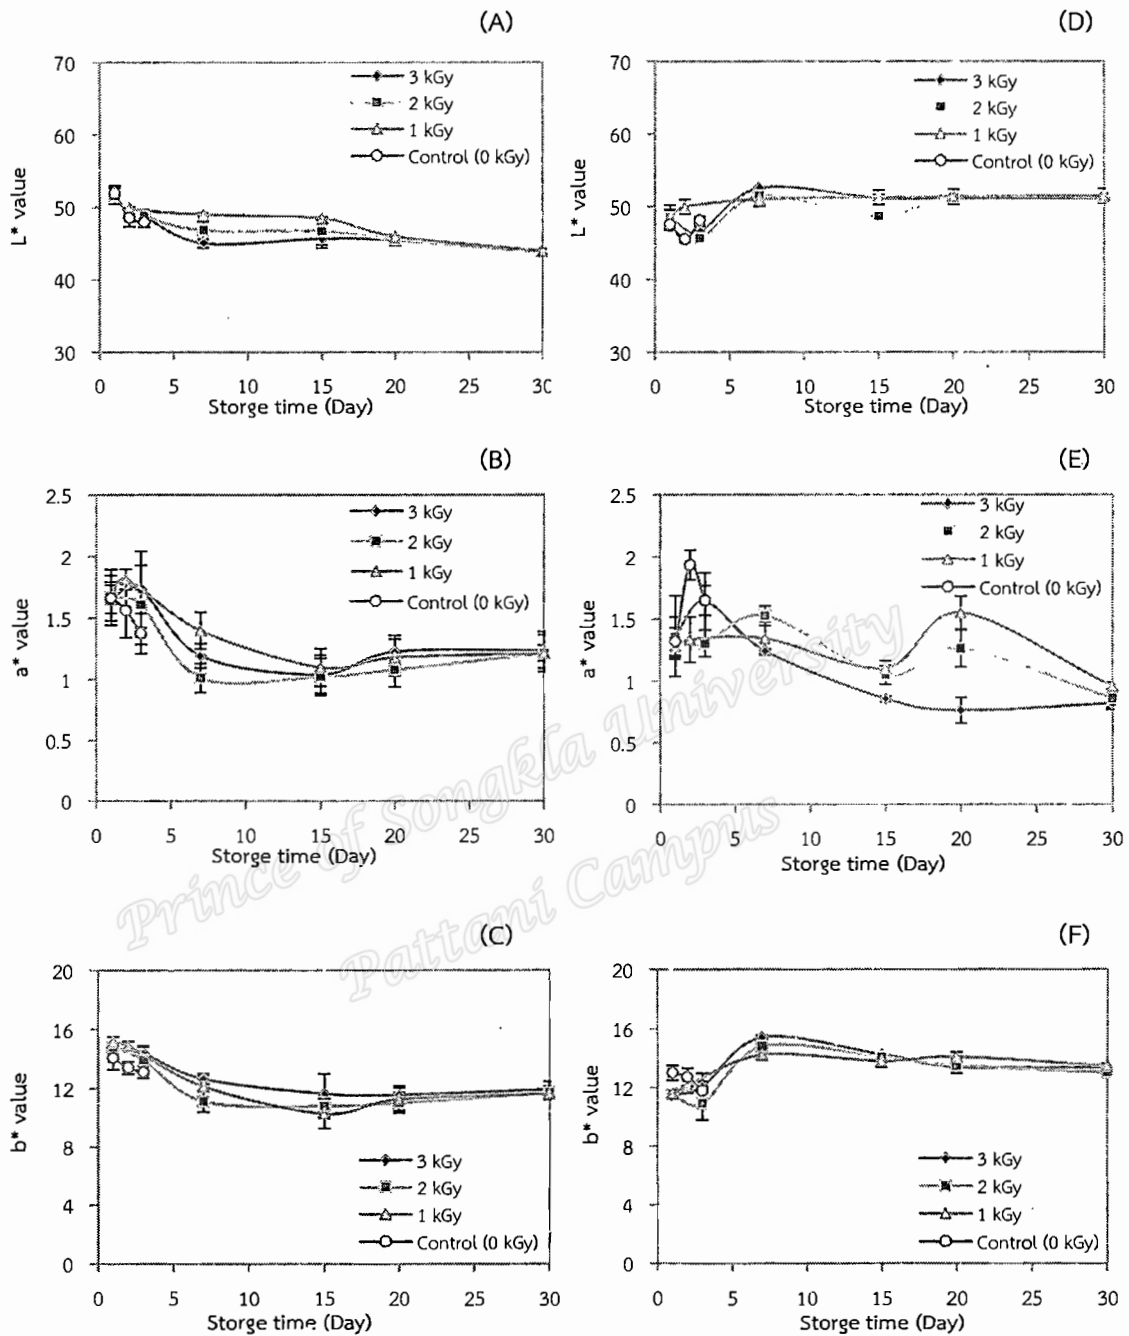 (A)
70
60
50
40
30
L* value
3 kGy
2 kGy
1 kGy
Control (0 kGy)
0 5 10 15 20 30
Storge time (Day)
(D)
70
60
50
40
30
L* value
3 kGy
2 kGy
1 kGy
Control (0 kGy)
0 5 10 15 20 30
Storge time (Day)
(B)
2.5
2
1.5
1
0.5
0
a* value
3 kGy
2 kGy
1 kGy
Control (0 kGy)
0 5 10 15 20 30
Storge time (Day)
(E)
2.5
2
1.5
1
0.5
0
a* value
3 kGy
2 kGy
1 kGy
Control (0 kGy)
0 5 10 15 20 30
Storge time (Day)
Prince of Songkla University
Pattani Campus
(C)
20
16
12
8
4
0
b* value
3 kGy
2 kGy
1 kGy
Control (0 kGy)
0 5 10 15 20 30
Storge time (Day)
(F)
20
16
12
8
4
0
b* value
3 kGy
2 kGy
1 kGy
Control (0 kGy)
0 5 10 15 20 30
Storge time (Day)